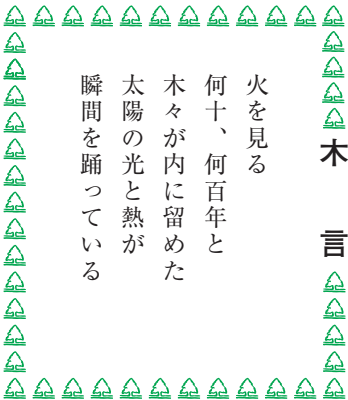 木言
火を見る
何十、何百年と
木々が内に留めた
太陽の光と熱が
瞬間を踊っている